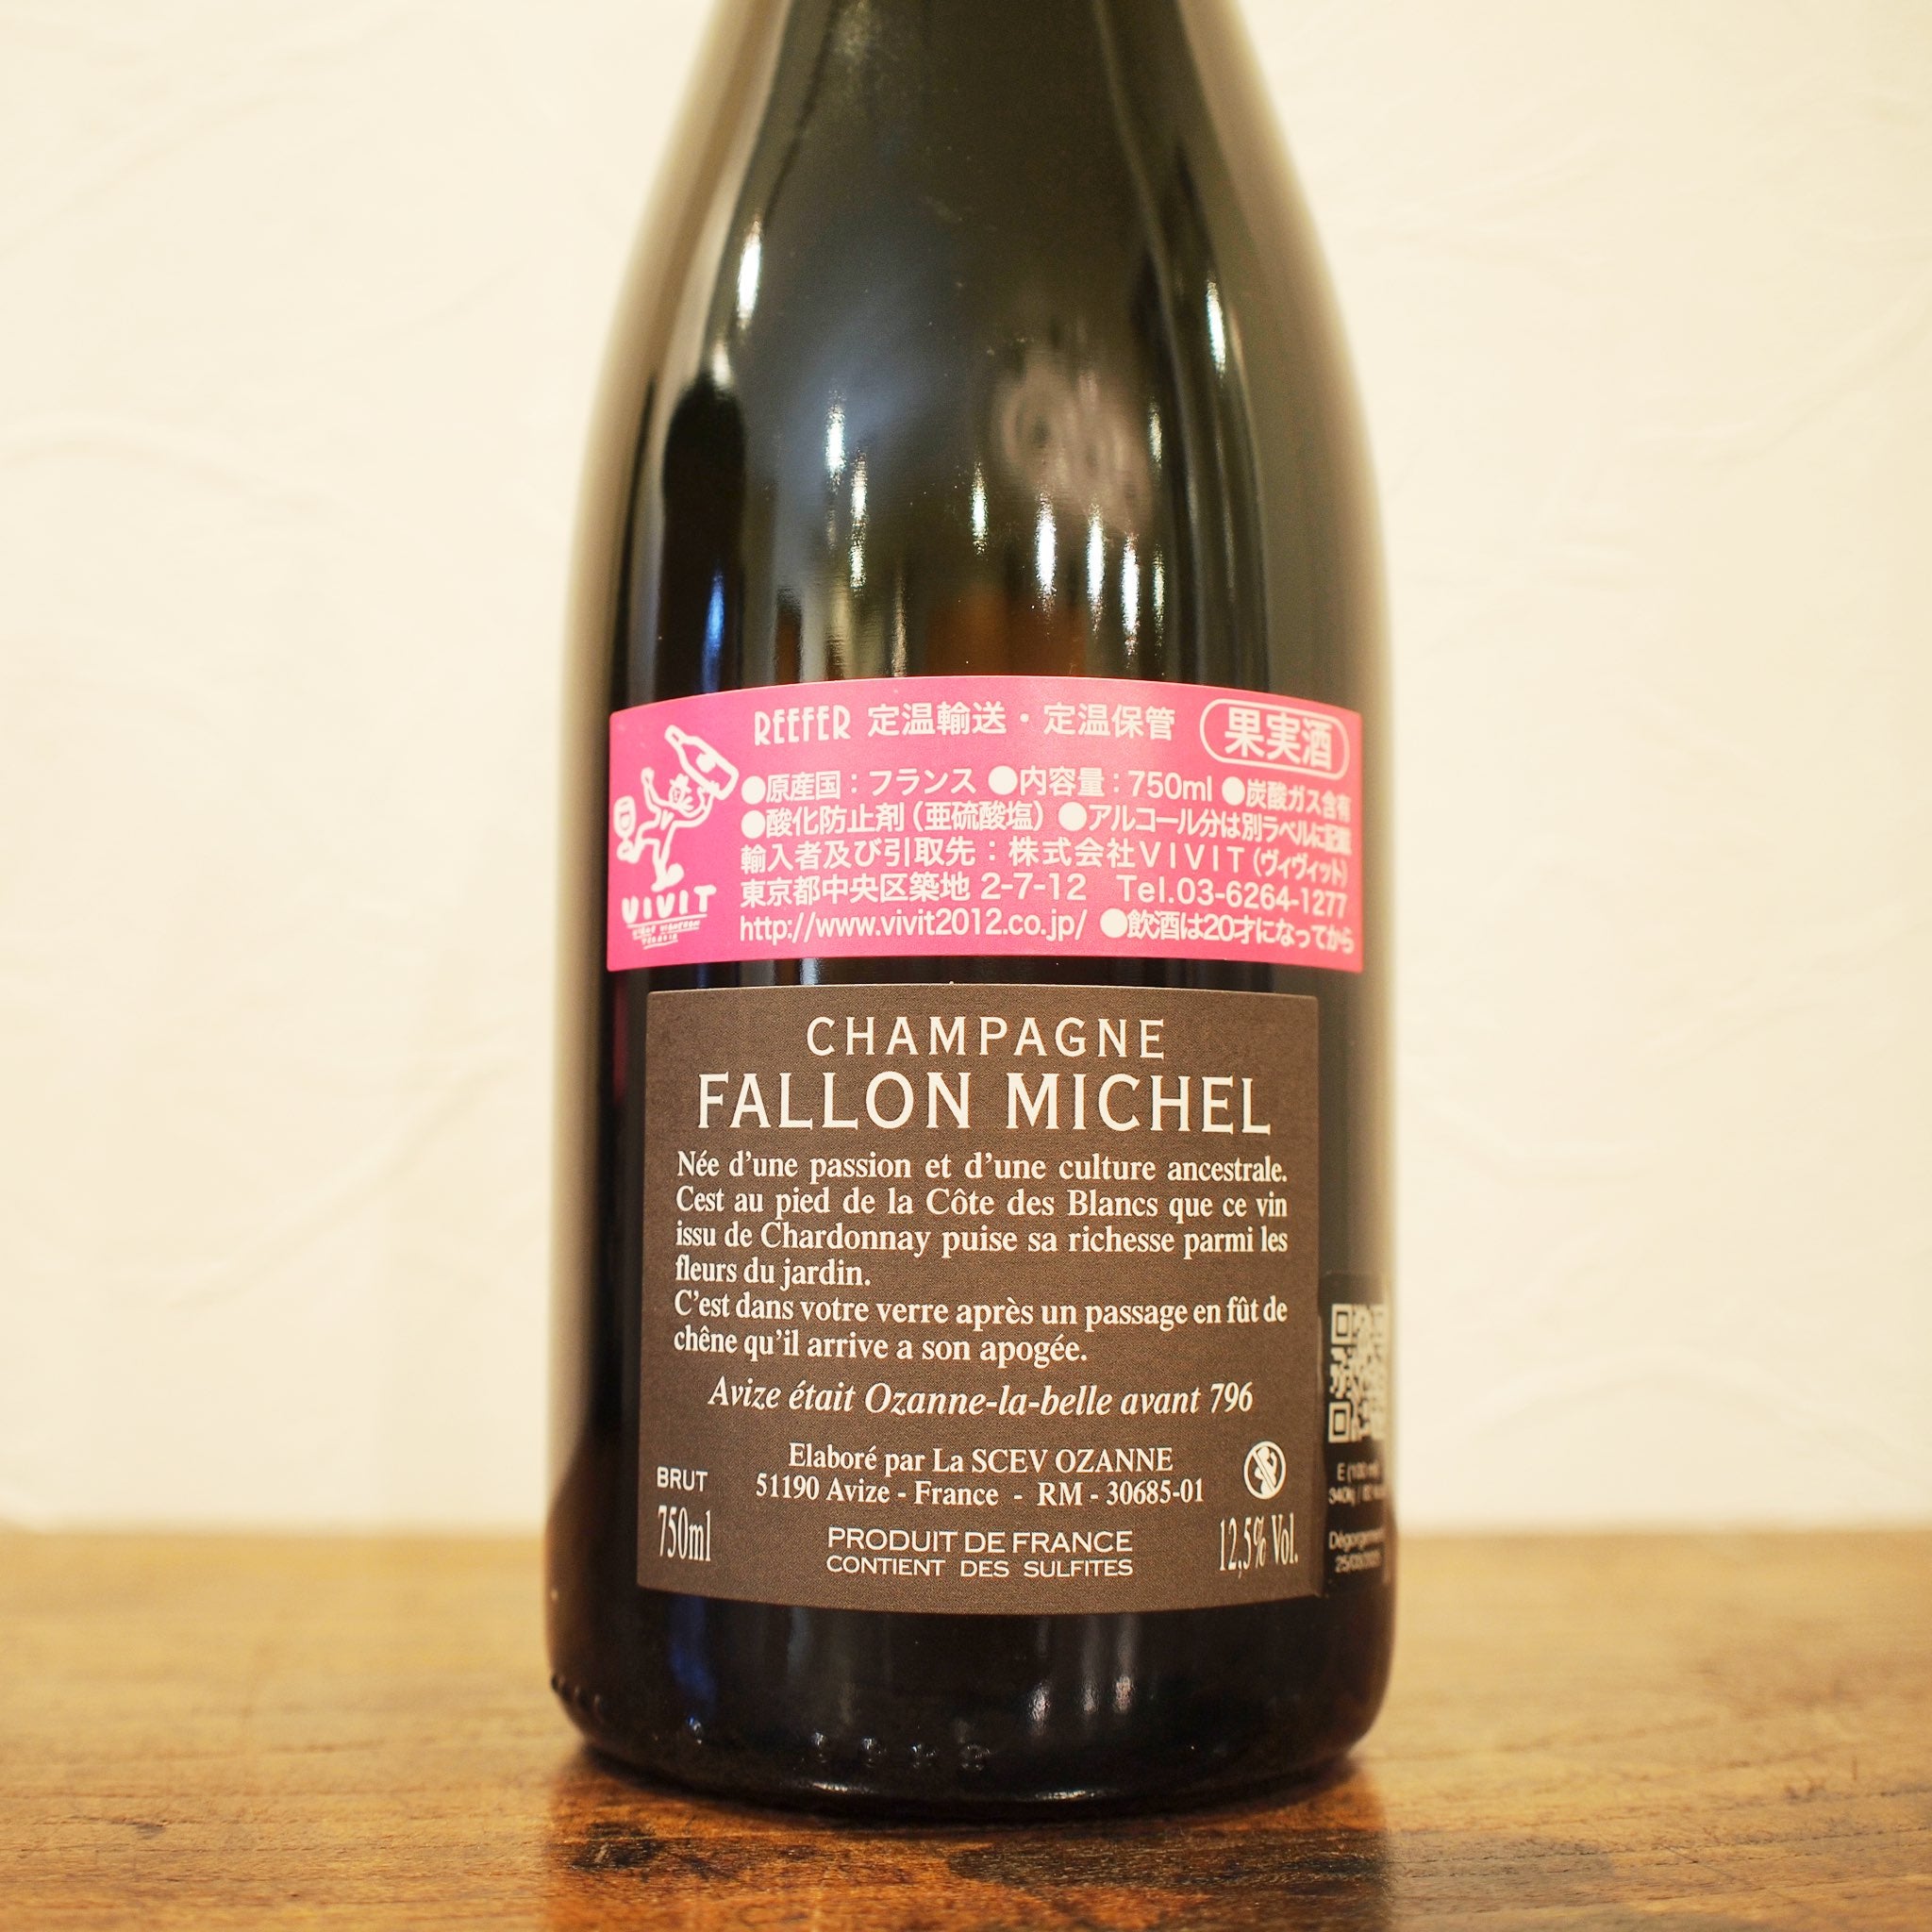 REEFER 定温輸送・定温保管 果実酒
●原産国：フランス ●内容量：750ml ●炭酸ガス含有
●酸化防止剤（亜硫酸塩） ●アルコール分は別ラベルに記載
輸入者及び引取先：株式会社VIVIT（ヴィヴィット）
東京都中央区築地 2-7-12 Tel.03-6264-1277
http://www.vivit2012.co.jp/ ●飲酒は20才になってから
VIVIT
CHAMPAGNE
FALLON MICHEL
Née d’une passion et d’une culture ancestrale.
Cest au pied de la Côte des Blancs que ce vin
issu de Chardonnay puise sa richesse parmi les
fleurs du jardin.
C’est dans votre verre après un passage en fût de
chêne qu’il arrive a son apogée.
Avize était Ozanne-la-belle avant 796
Elaboré par La SCEV OZANNE
51190 Avize - France - RM - 30685-01
BRUT
750ml
PRODUIT DE FRANCE
CONTIENT DES SULFITES
12,5% Vol.
E (100 ml)
Dégorgement